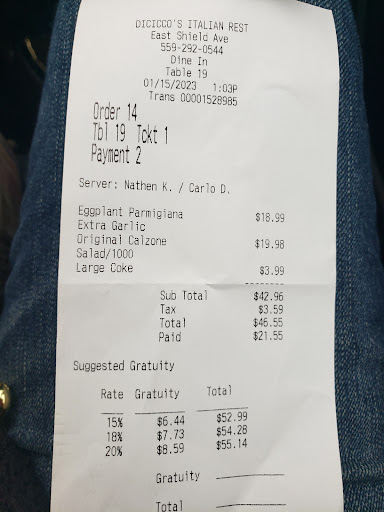 DICICCO'S ITALIAN REST
East Shield Ave
559-292-0544
Dine In
Table 19
01/15/2023 1:03P
Trans 00001528985
Order 14
Tbl 19 Tckt 1
Payment 2
Server: Nathen K. / Carlo D.
Eggplant Parmigiana $18.99
Extra Garlic
Original Calzone $19.98
Salad/1000
Large Coke $3.99
Sub Total $42.96
Tax $3.59
Total $46.55
Paid $21.55
Suggested Gratuity
Rate Gratuity Total
15% $6.44 $52.99
18% $7.73 $54.28
20% $8.59 $55.14
Gratuity
Total